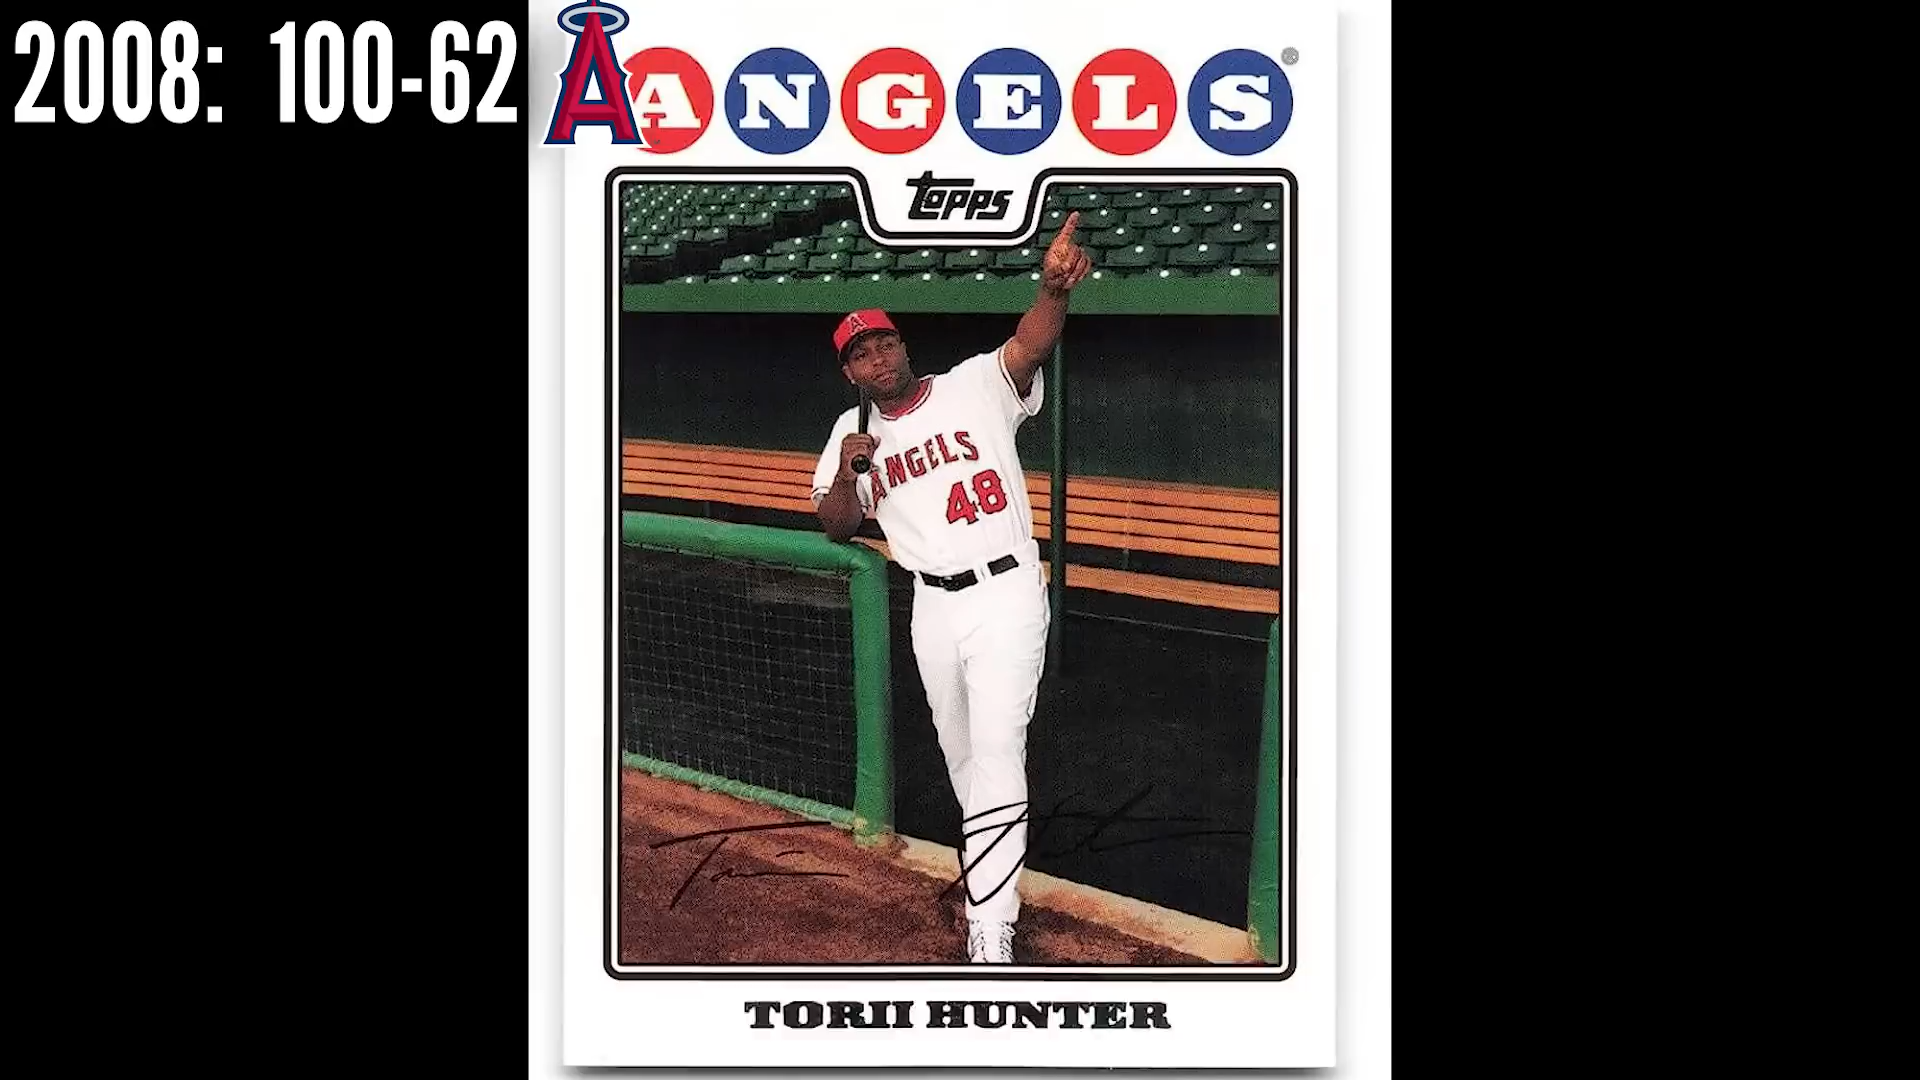 2008: 100-62
ANGELS
Topps
A
ANGELS
48
TORII HUNTER